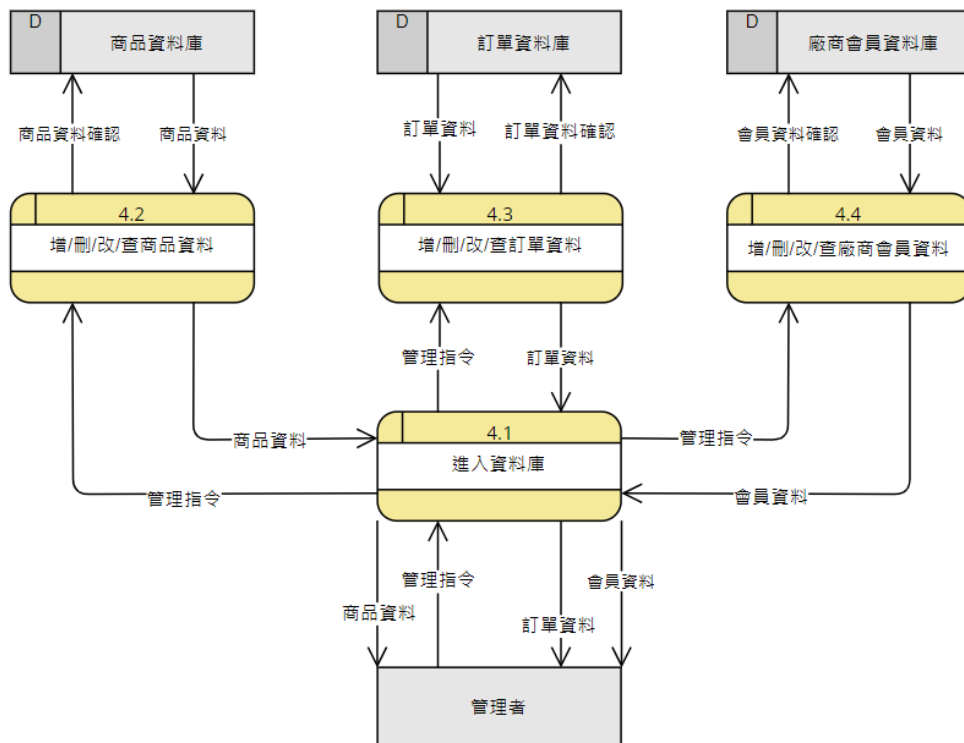 D
商品資料庫
D
訂單資料庫
D
廠商會員資料庫
商品資料確認
商品資料
訂單資料
訂單資料確認
會員資料確認
會員資料
4.2
增/刪/改/查商品資料
4.3
增/刪/改/查訂單資料
4.4
增/刪/改/查廠商會員資料
管理指令
訂單資料
商品資料
4.1
進入資料庫
管理指令
管理指令
會員資料
商品資料
管理指令
訂單資料
會員資料
管理者